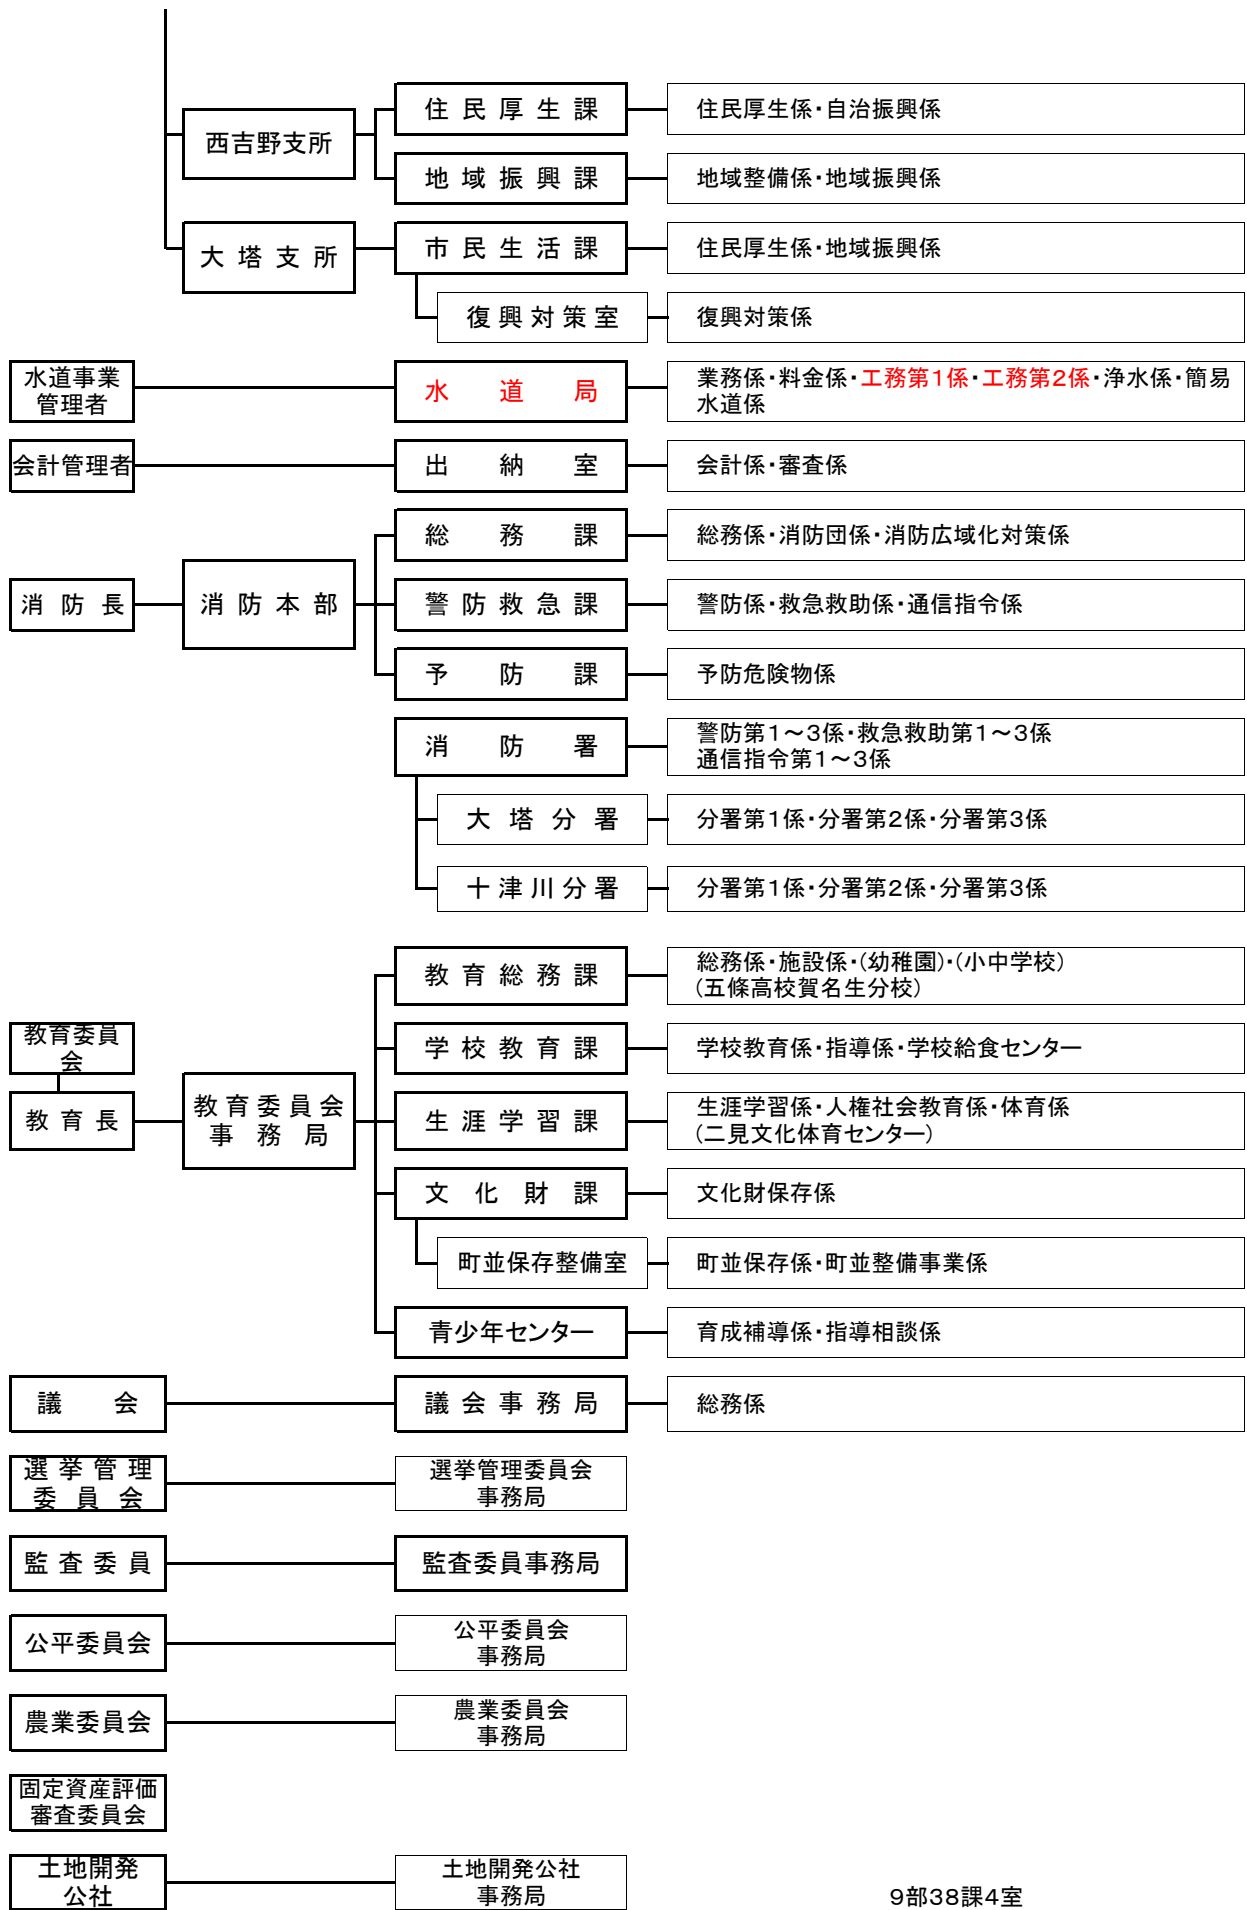 住民厚生課
住民厚生係・自治振興係
西吉野支所
地域振興課
地域整備係・地域振興係
大塔支所
市民生活課
住民厚生係・地域振興係
復興対策室
復興対策係
水道事業
管理者
水道局
業務係・料金係・工務第1係・工務第2係・浄水係・簡易
水道係
会計管理者
出納室
会計係・審査係
総務課
総務係・消防団係・消防広域化対策係
消防長
消防本部
警防救急課
警防係・救急救助係・通信指令係
予防課
予防危険物係
消防署
警防第1～3係・救急救助第1～3係
通信指令第1～3係
大塔分署
分署第1係・分署第2係・分署第3係
十津川分署
分署第1係・分署第2係・分署第3係
教育総務課
総務係・施設係・(幼稚園)・(小中学校)
(五條高校賀名生分校)
教育委員
会
学校教育課
学校教育係・指導係・学校給食センター
教育長
教育委員会
事務局
生涯学習課
生涯学習係・人権社会教育係・体育係
(二見文化体育センター)
文化財課
文化財保存係
町並保存整備室
町並保存係・町並整備事業係
青少年センター
育成補導係・指導相談係
議会
議会事務局
総務係
選挙管理
委員会
選挙管理委員会
事務局
監査委員
監査委員事務局
公平委員会
公平委員会
事務局
農業委員会
農業委員会
事務局
固定資産評価
審査委員会
土地開発
公社
土地開発公社
事務局
9部38課4室